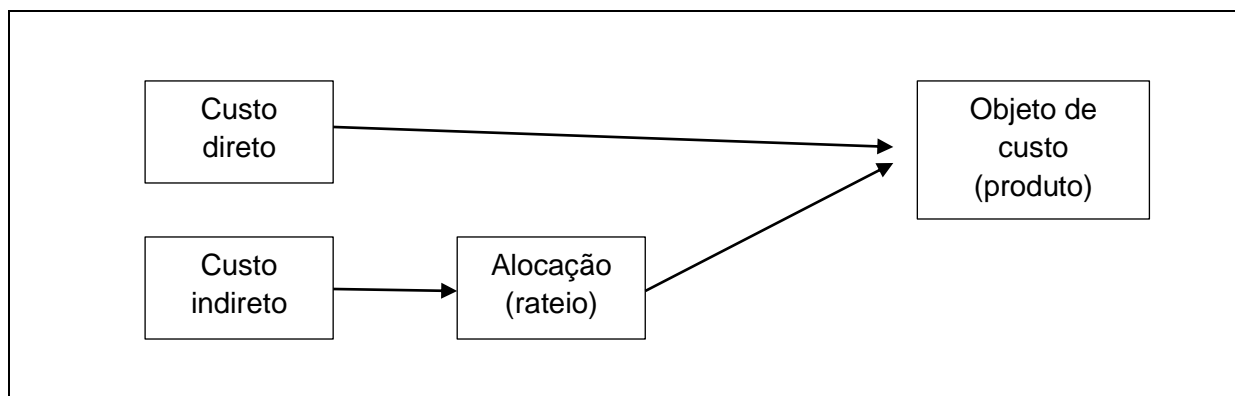 Custo
direto
Objeto de
custo
(produto)
Custo
indireto
Alocação
(rateio)